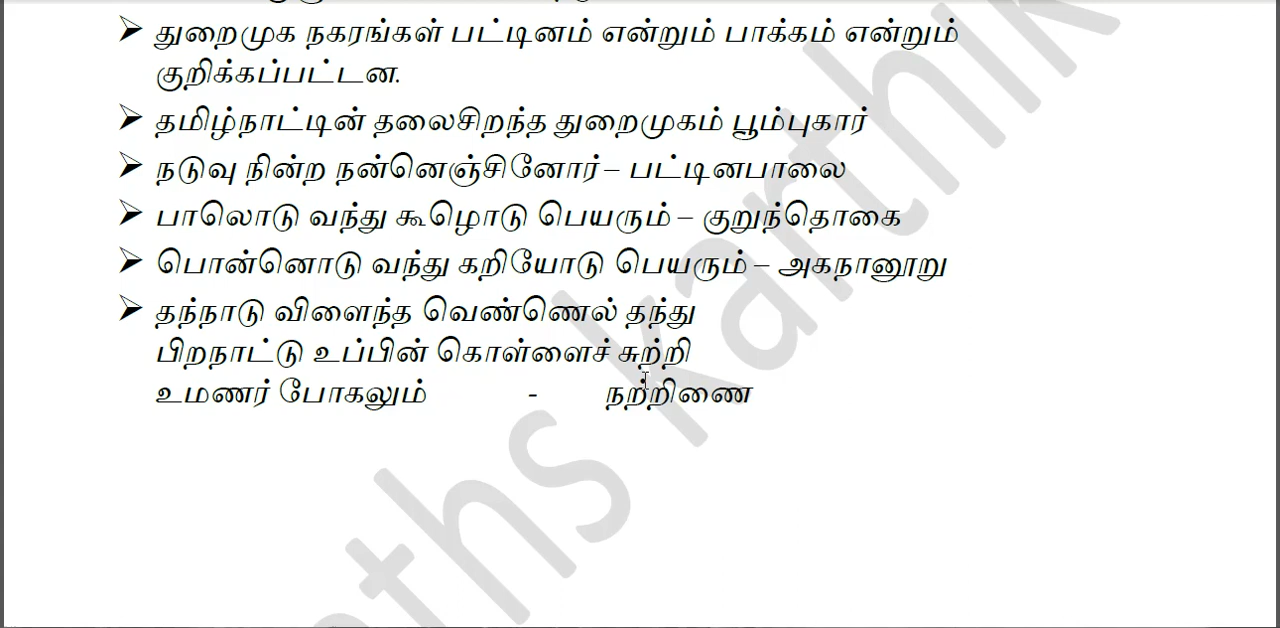 ➢ துறைமுக நகரங்கள் பட்டினம் என்றும் பாக்கம் என்றும்
குறிக்கப்பட்டன.
➢ தமிழ்நாட்டின் தலைசிறந்த துறைமுகம் பூம்புகார்
➢ நடுவு நின்ற நன்னெஞ்சினோர் – பட்டினபாலை
➢ பாலொடு வந்து கூழொடு பெயரும் – குறுந்தொகை
➢ பொன்னொடு வந்து கறியோடு பெயரும் – அகநானூறு
➢ தந்நாடு விளைந்த வெண்ணெல் தந்து
பிறநாட்டு உப்பின் கொள்ளைச் சுற்றி
உமணர் போகலும் - நற்றிணை
karthik